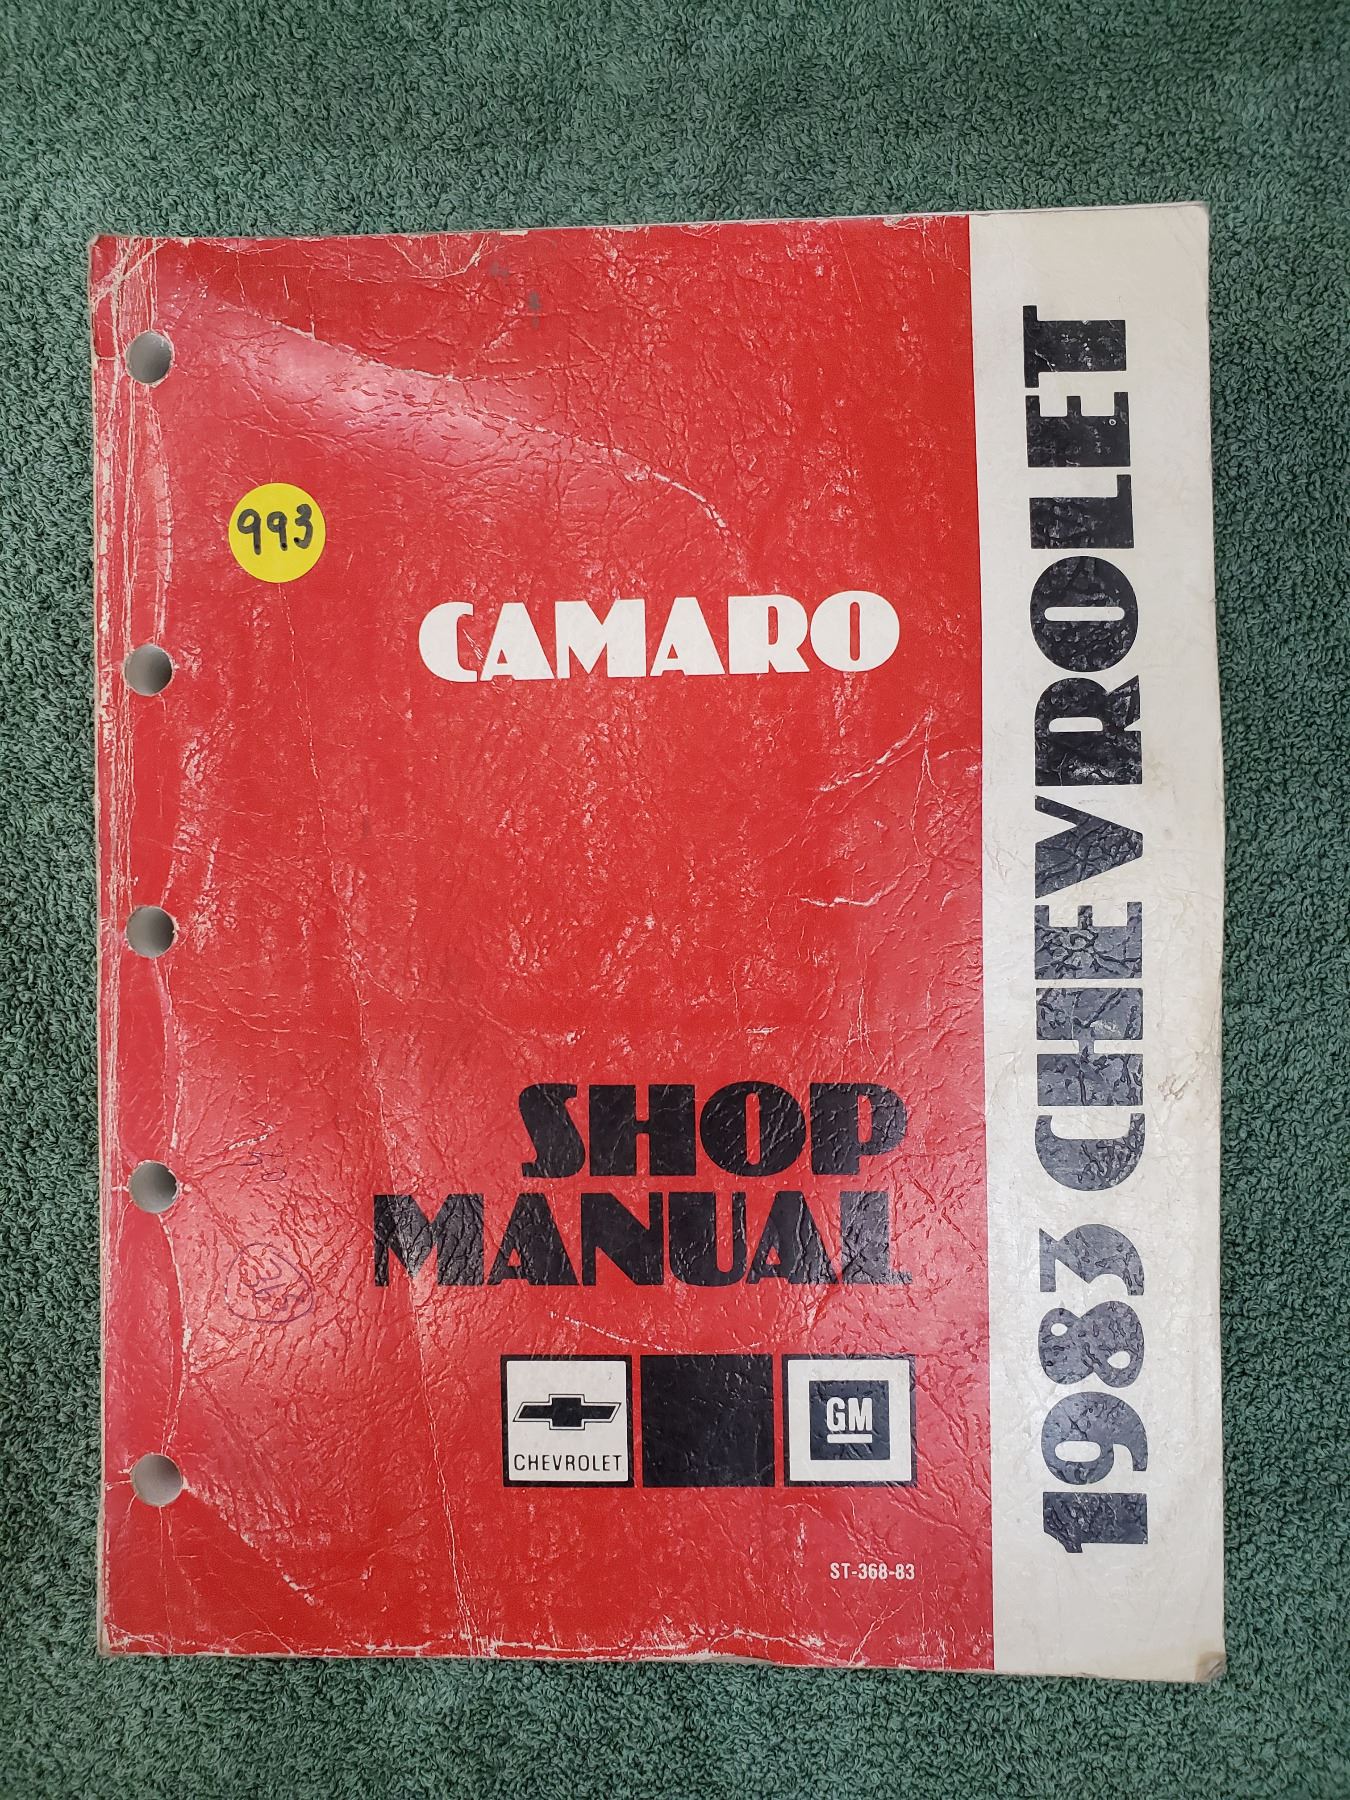 993
CAMARO
SHOP
MANUAL
CHEVROLET
GM
ST-368-83
1983 CHEVROLET